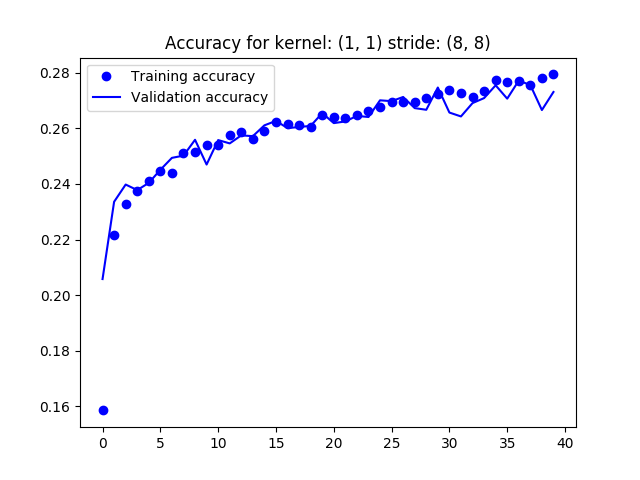 Accuracy for kernel: (1, 1) stride: (8, 8)
Training accuracy
Validation accuracy
0.28
0.26
0.24
0.22
0.20
0.18
0.16
0 5 10 15 20 25 30 35 40